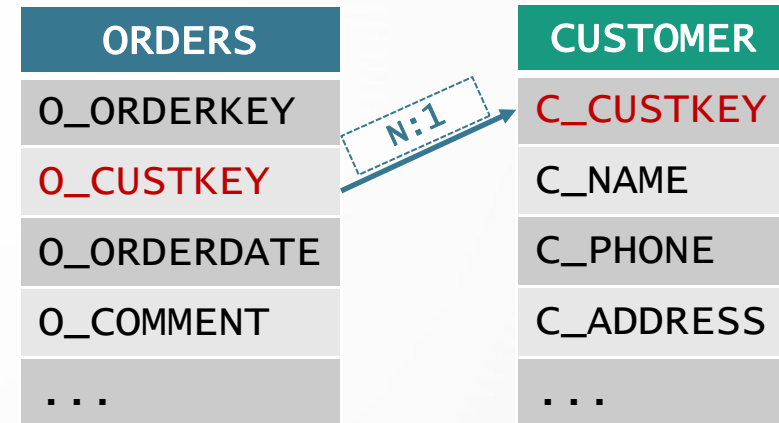 ORDERS
O_ORDERKEY
O_CUSTKEY
O_ORDERDATE
O_COMMENT
...
N:1
CUSTOMER
C_CUSTKEY
C_NAME
C_PHONE
C_ADDRESS
...